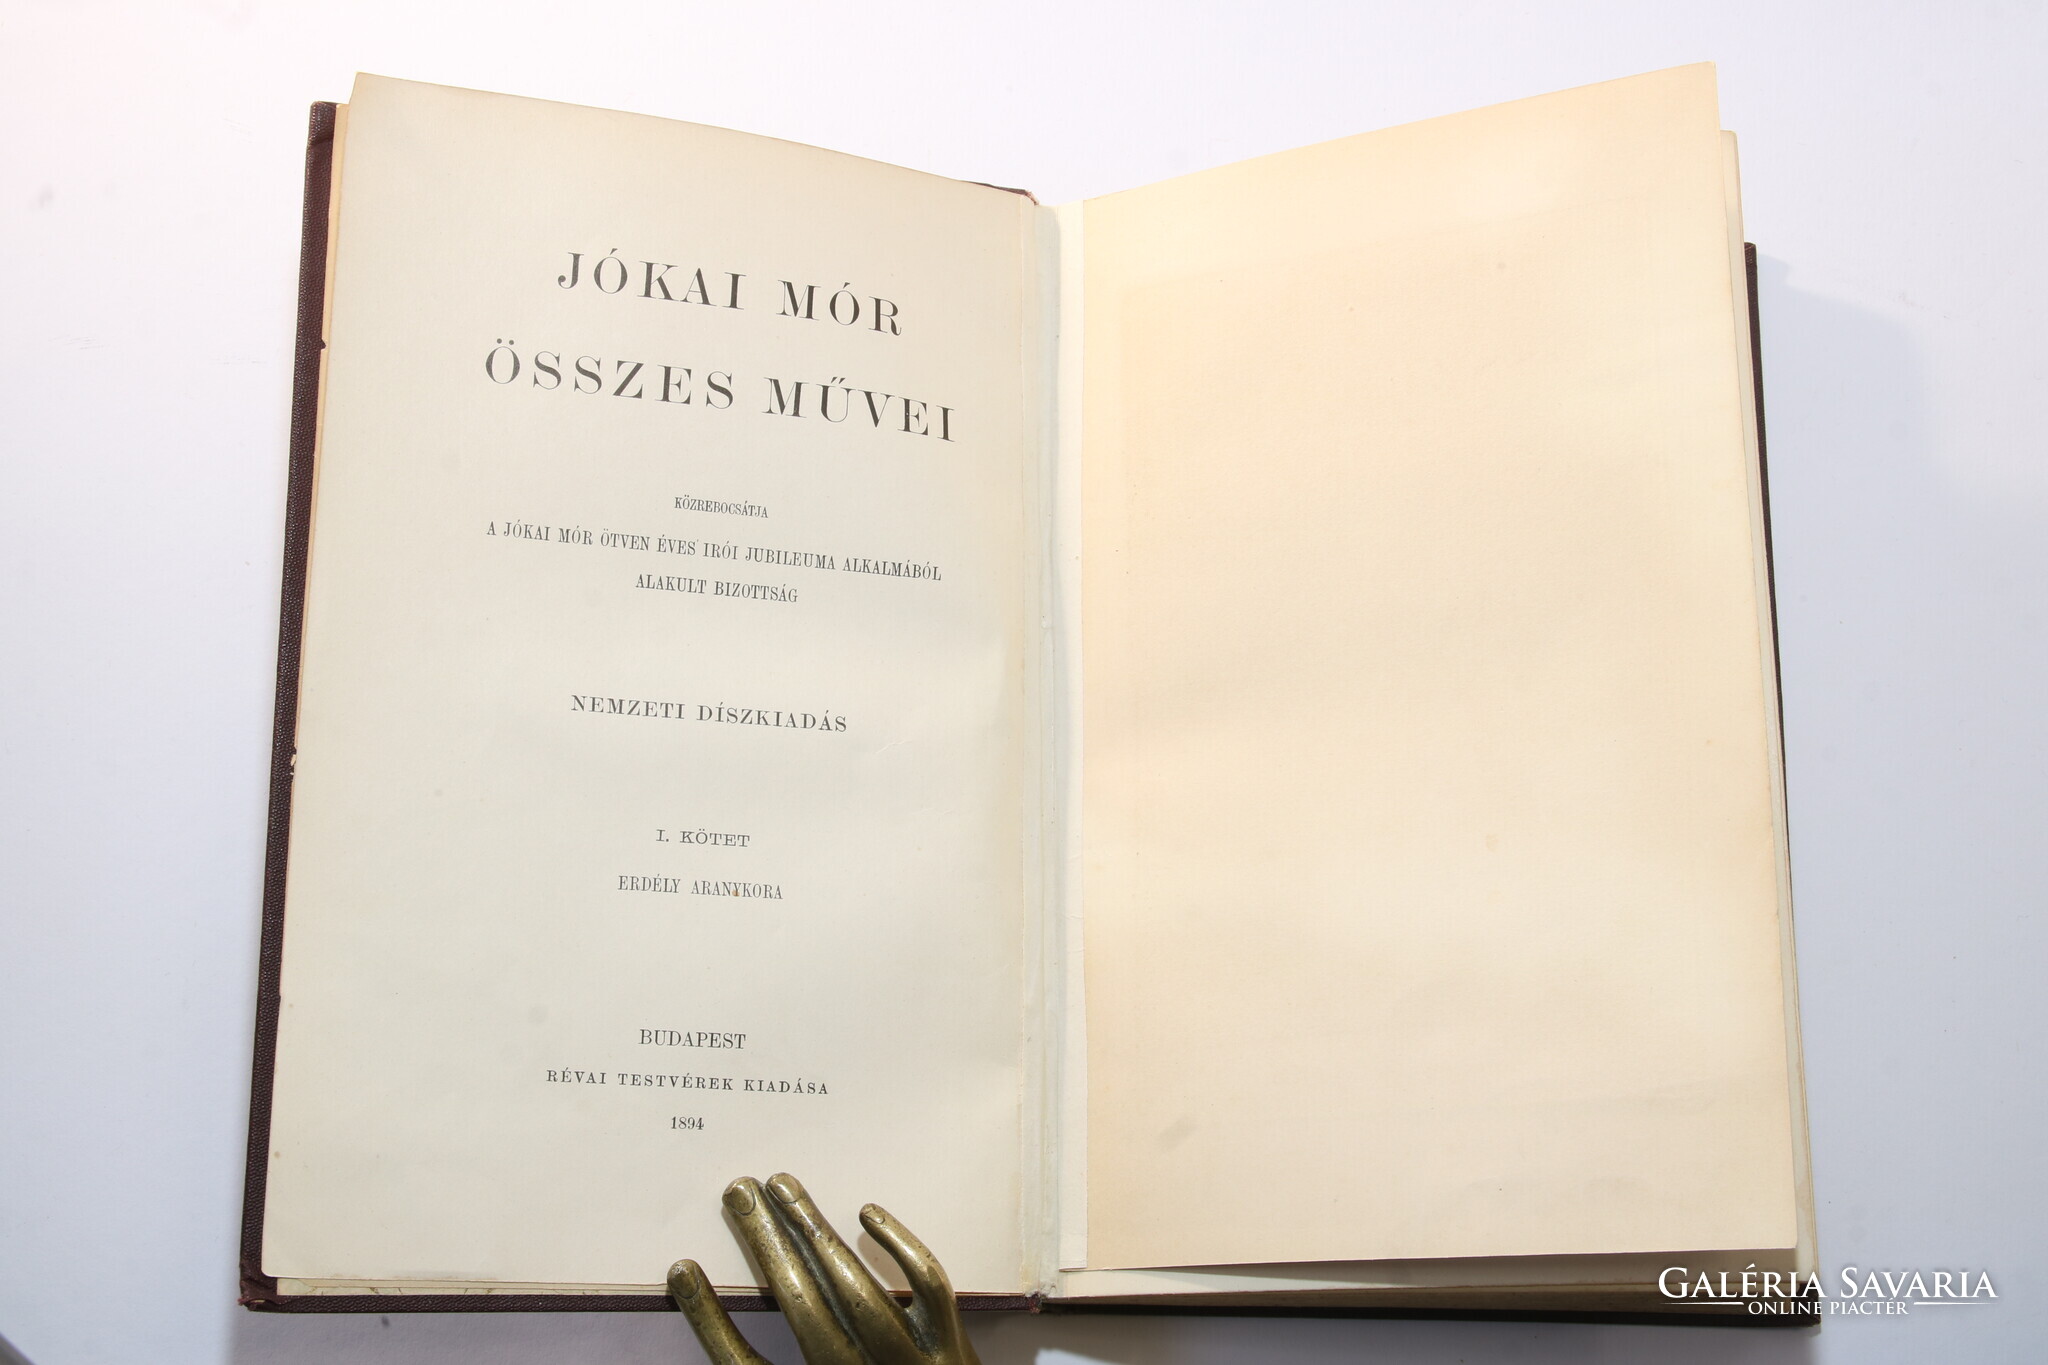 JÓKAI MÓR
ÖSSZES MŰVEI
KÖZREBOCSÁTJA
A JÓKAI MÓR ÖTVEN ÉVES IRÓI JUBILEUMA ALKALMÁBÓL
ALAKULT BIZOTTSÁG
NEMZETI DÍSZKIADÁS
I. KÖTET
ERDÉLY ARANYKORA
BUDAPEST
RÉVAI TESTVÉREK KIADÁSA
1894
GALÉRIA SAVARIA
ONLINE PIACTÉR